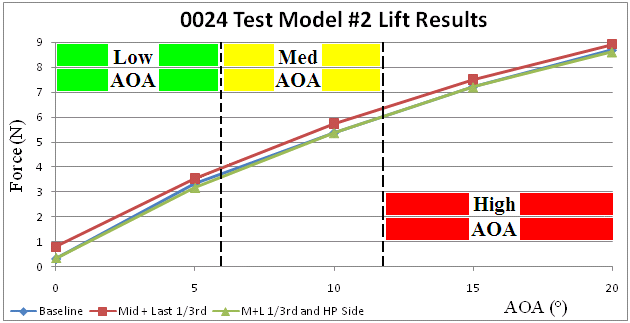 0024 Test Model #2 Lift Results
9
8
7
6
5
4
3
2
1
0
Force (N)
Low
AOA
Med
AOA
High
AOA
0 5 10 15 20
Baseline Mid + Last 1/3rd M+L 1/3rd and HP Side AOA (°)